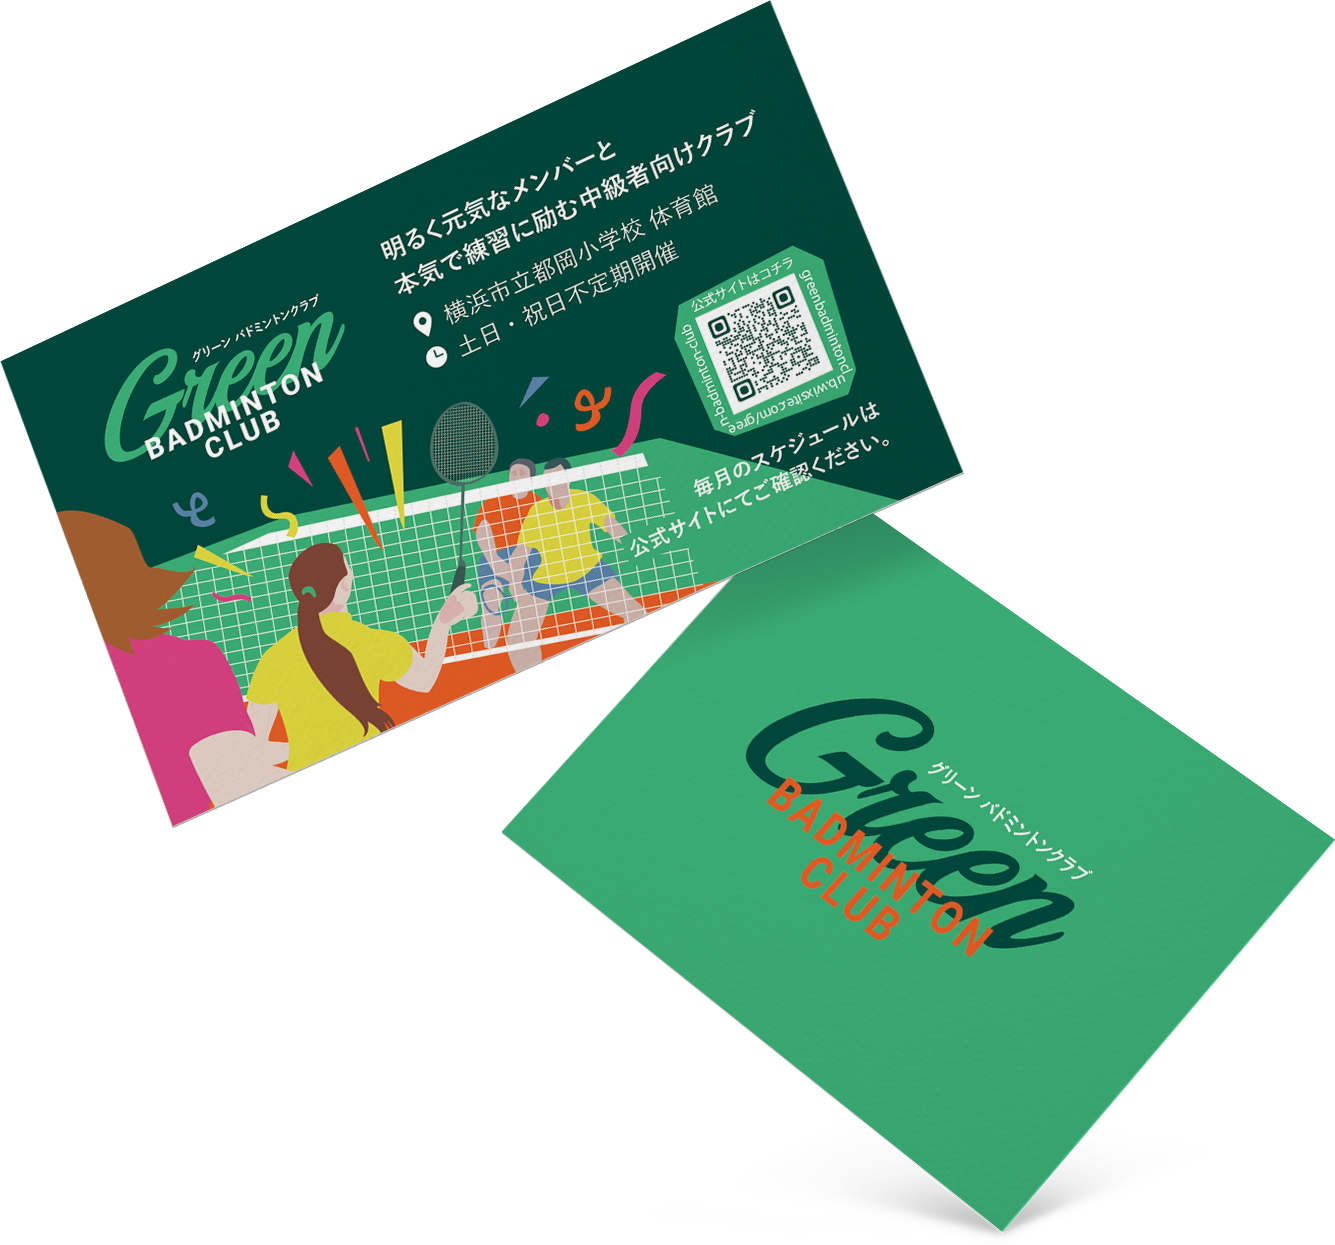 グリーン バドミントンクラブ
Green
BADMINTON
CLUB
明るく元気なメンバーと
本気で練習に励む中級者向けクラブ
横浜市立都岡小学校 体育館
土日・祝日不定期開催
公式サイトはコチラ
greenbadmintonclub.wixsite.com/green-badminton-club
毎月のスケジュールは
公式サイトにてご確認ください。
グリーン バドミントンクラブ
Green
BADMINTON
CLUB